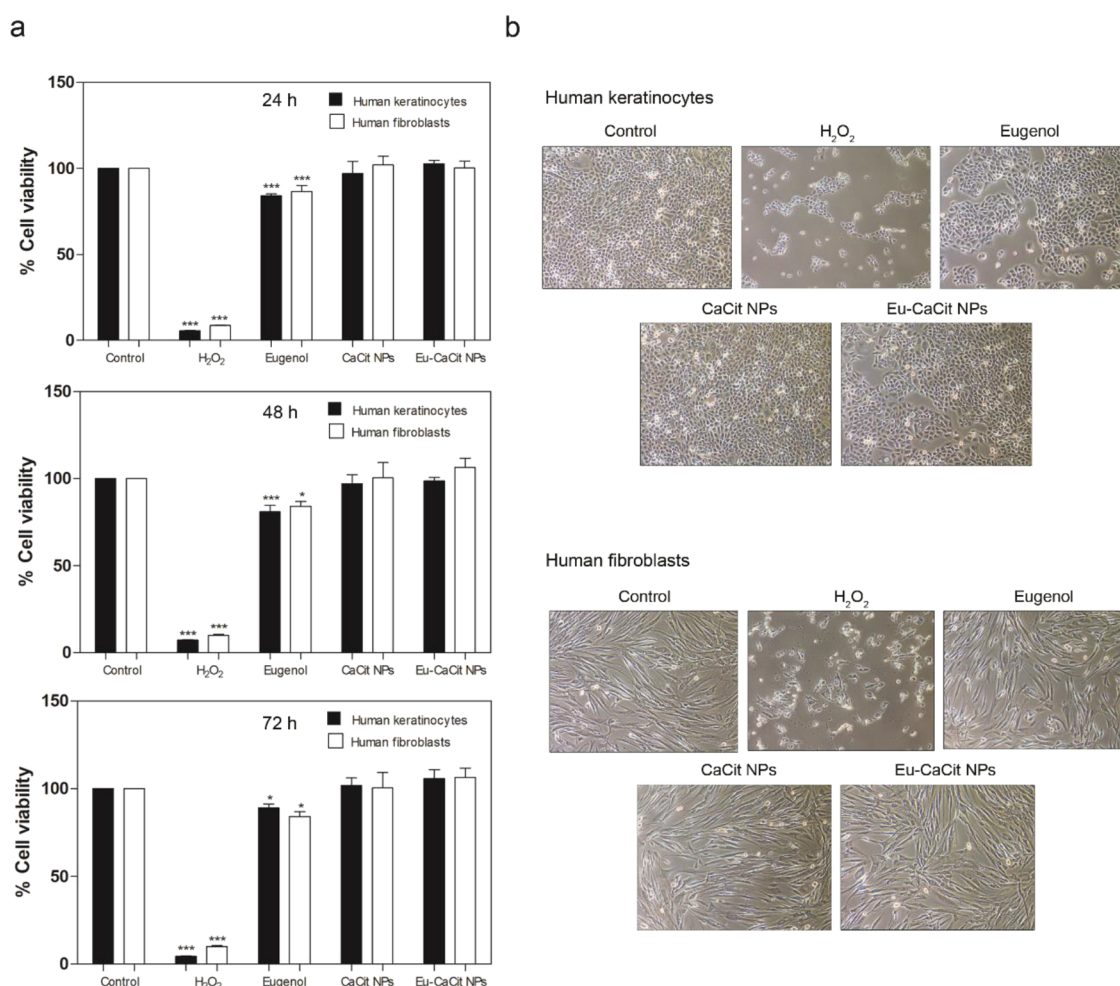 a
150
100
50
0
% Cell viability
24 h
Human keratinocytes
Human fibroblasts
*** ***
*** ***
Control H₂O₂ Eugenol CaCit NPs Eu-CaCit NPs
150
100
50
0
% Cell viability
48 h
Human keratinocytes
Human fibroblasts
*** ***
*** *
Control H₂O₂ Eugenol CaCit NPs Eu-CaCit NPs
150
100
50
0
% Cell viability
72 h
Human keratinocytes
Human fibroblasts
*** ***
* *
Control H₂O₂ Eugenol CaCit NPs Eu-CaCit NPs
b
Human keratinocytes
Control H₂O₂ Eugenol
CaCit NPs Eu-CaCit NPs
Human fibroblasts
Control H₂O₂ Eugenol
CaCit NPs Eu-CaCit NPs